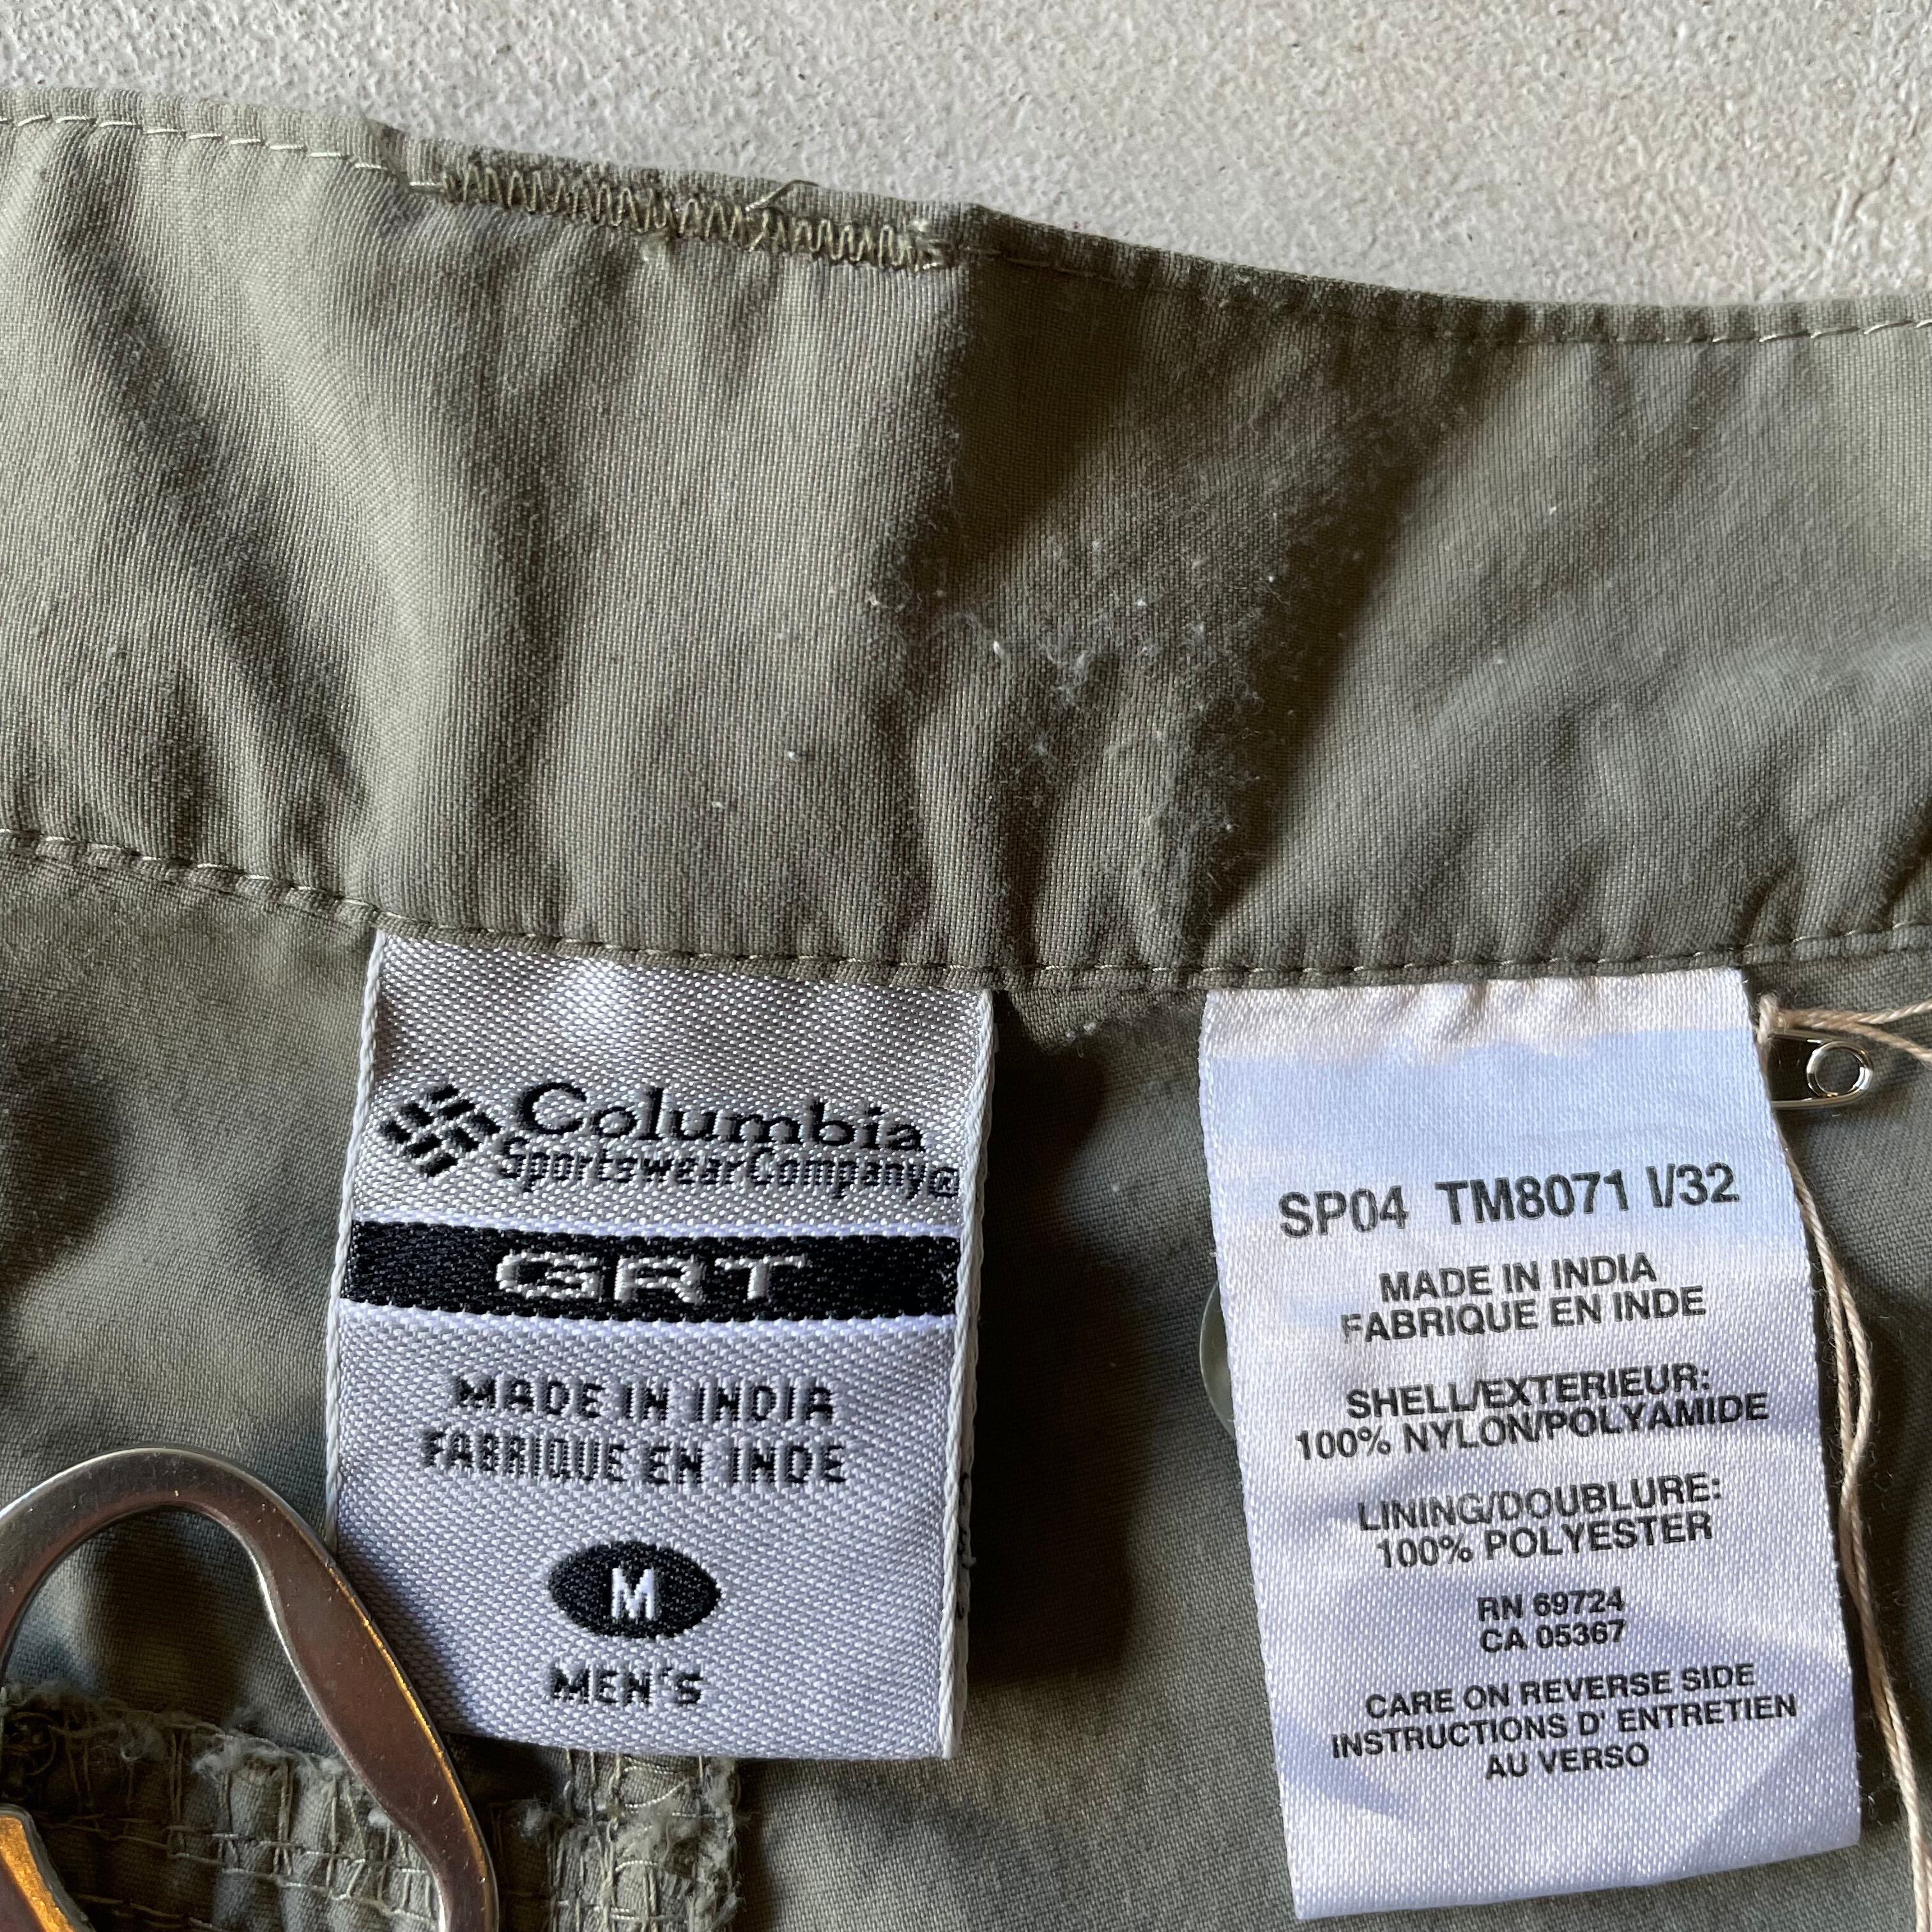 Columbia
Sportswear Company®
GRT
MADE IN INDIA
FABRIQUE EN INDE
M
MEN'S
SP04 TM8071 I/32
MADE IN INDIA
FABRIQUE EN INDE
SHELL/EXTERIEUR:
100% NYLON/POLYAMIDE
LINING/DOUBLURE:
100% POLYESTER
RN 69724
CA 05367
CARE ON REVERSE SIDE
INSTRUCTIONS D' ENTRETIEN
AU VERSO